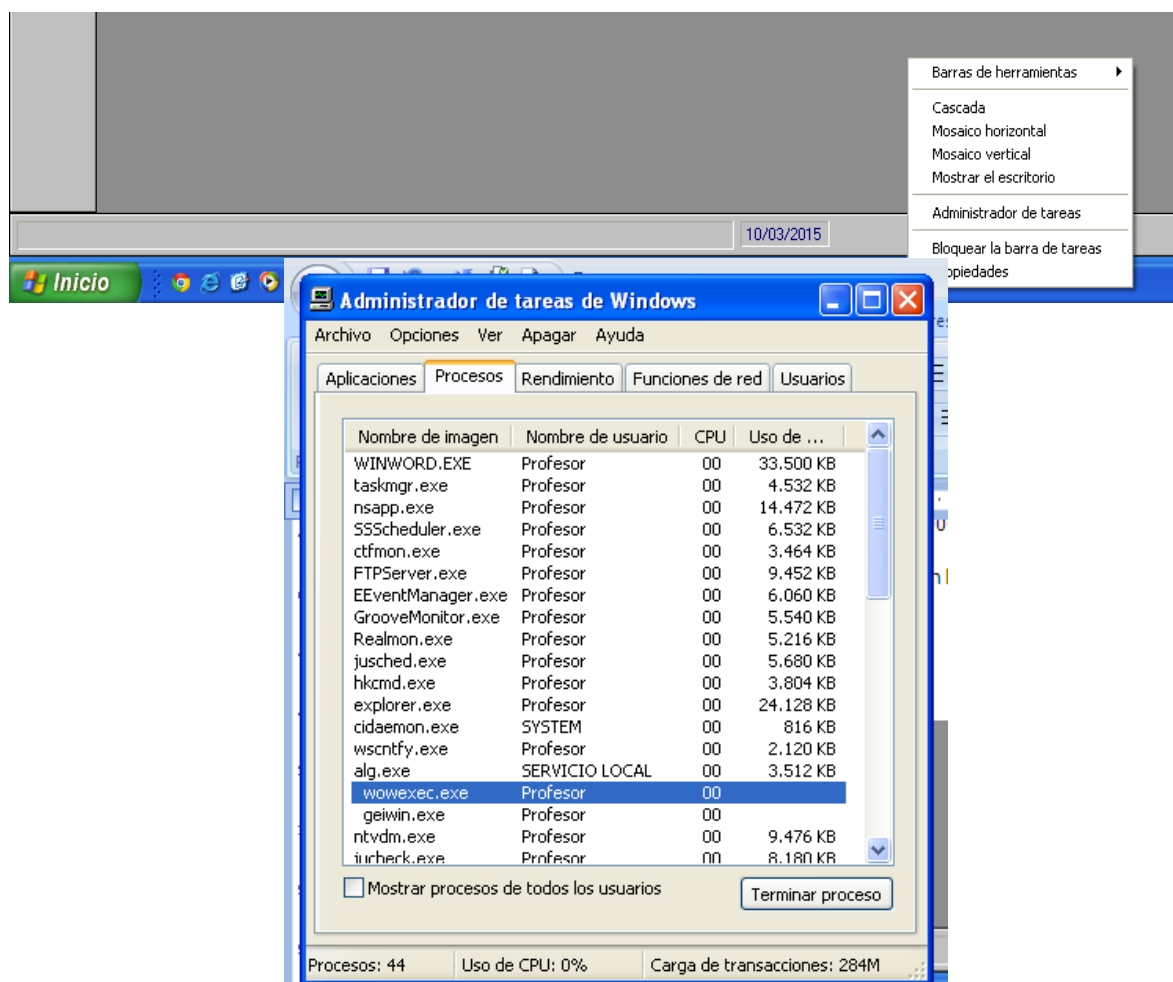 Barras de herramientas
Cascada
Mosaico horizontal
Mosaico vertical
Mostrar el escritorio
Administrador de tareas
Bloquear la barra de tareas
opiedades
10/03/2015
Inicio
Administrador de tareas de Windows
Archivo Opciones Ver Apagar Ayuda
Aplicaciones Procesos Rendimiento Funciones de red Usuarios
Nombre de imagen Nombre de usuario CPU Uso de ...
WINWORD.EXE Profesor 00 33.500 KB
taskmgr.exe Profesor 00 4.532 KB
nsapp.exe Profesor 00 14.472 KB
SSScheduler.exe Profesor 00 6.532 KB
ctfmon.exe Profesor 00 3.464 KB
FTPServer.exe Profesor 00 9.452 KB
EEventManager.exe Profesor 00 6.060 KB
GrooveMonitor.exe Profesor 00 5.540 KB
Realmon.exe Profesor 00 5.216 KB
jusched.exe Profesor 00 5.680 KB
hkcmd.exe Profesor 00 3.804 KB
explorer.exe Profesor 00 24.128 KB
cidaemon.exe SYSTEM 00 816 KB
wscntfy.exe Profesor 00 2.120 KB
alg.exe SERVICIO LOCAL 00 3.512 KB
wowexec.exe Profesor 00
geiwin.exe Profesor 00
ntvdm.exe Profesor 00 9.476 KB
jucheck.exe Profesor 00 8.180 KB
Mostrar procesos de todos los usuarios
Terminar proceso
Procesos: 44 Uso de CPU: 0% Carga de transacciones: 284M